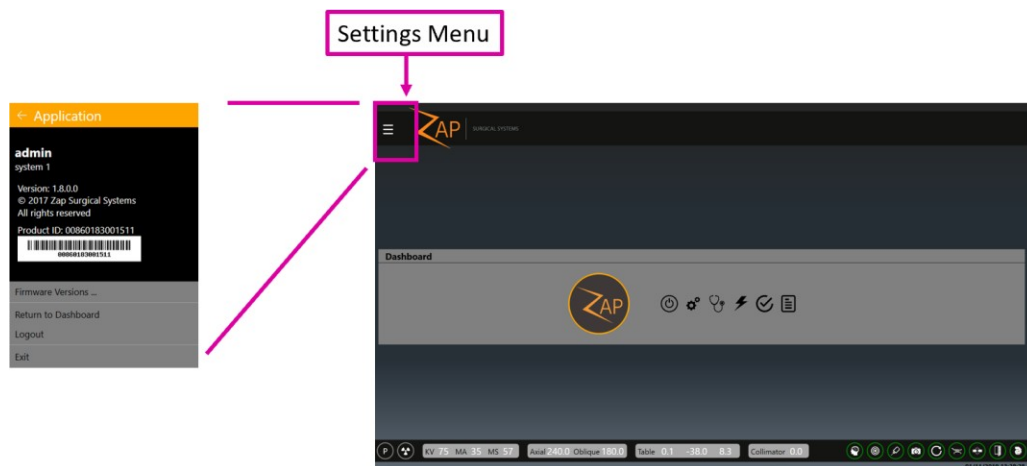 Settings Menu
← Application
admin
system 1
Version: 1.8.0.0
© 2017 Zap Surgical Systems
All rights reserved
Product ID: 00860183001511
00860183001511
Firmware Versions ...
Return to Dashboard
Logout
Exit
ZAP SURGICAL SYSTEMS
Dashboard
ZAP
P KV 75 MA 35 MS 57 Axial 240.0 Oblique 180.0 Table 0.1 -38.0 8.3 Collimator 0.0